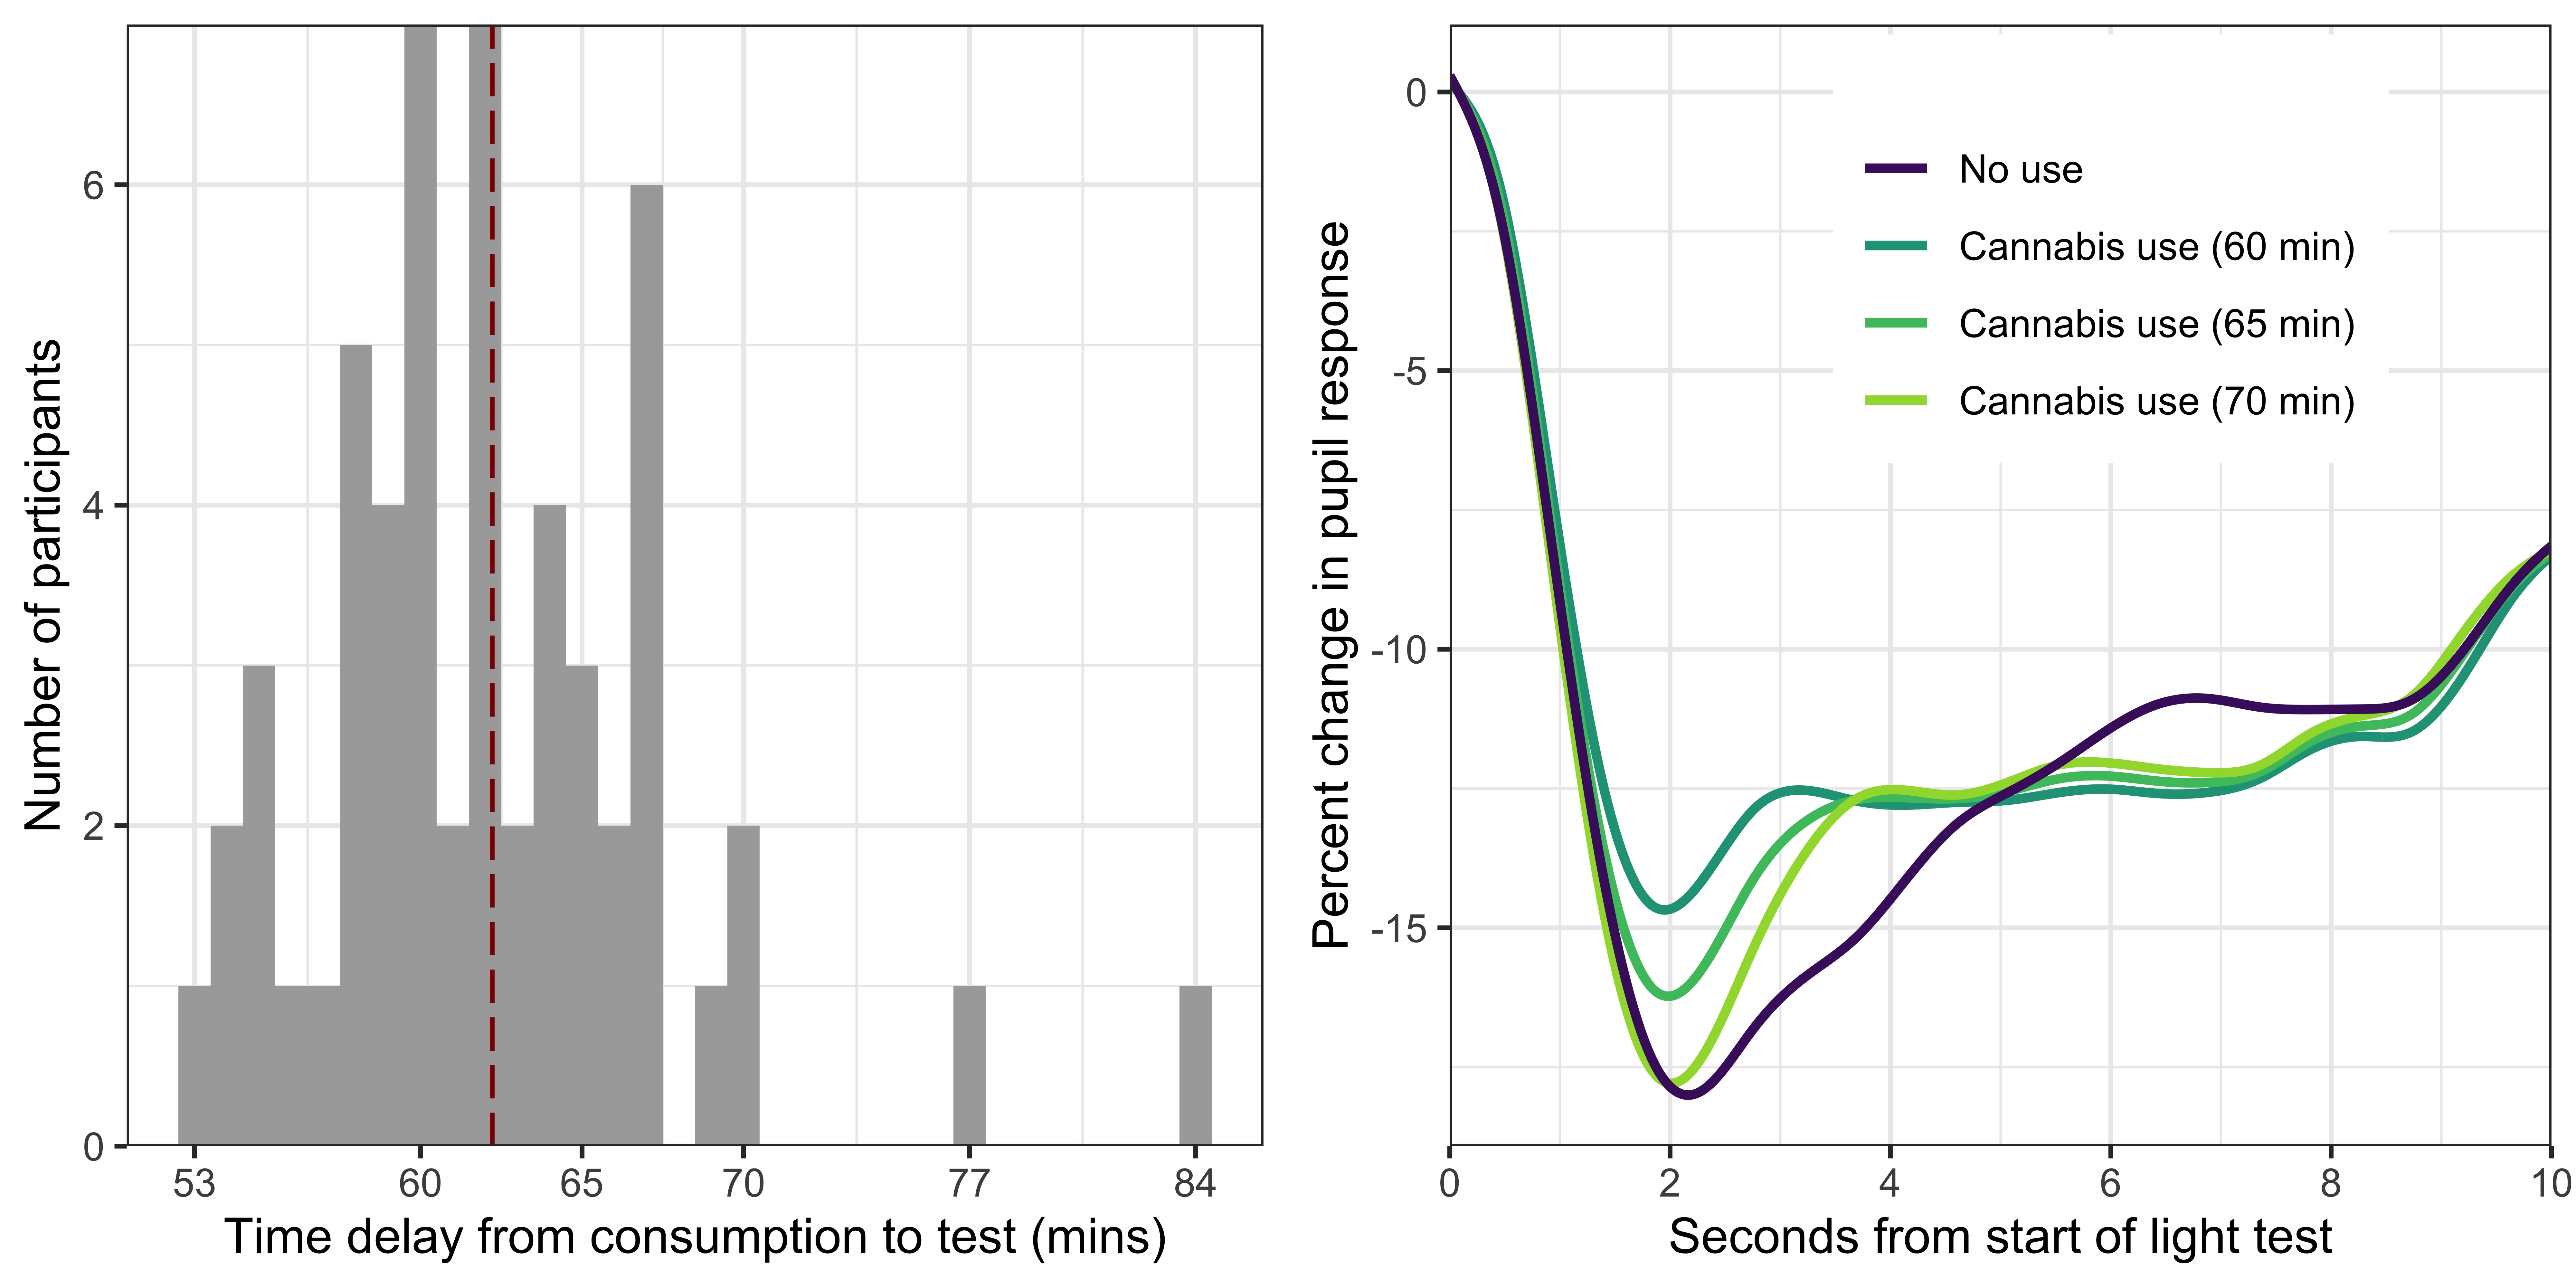 Number of participants
6
4
2
0
53 60 65 70 77 84
Time delay from consumption to test (mins)
Percent change in pupil response
0
-5
-10
-15
No use
Cannabis use (60 min)
Cannabis use (65 min)
Cannabis use (70 min)
0 2 4 6 8 10
Seconds from start of light test